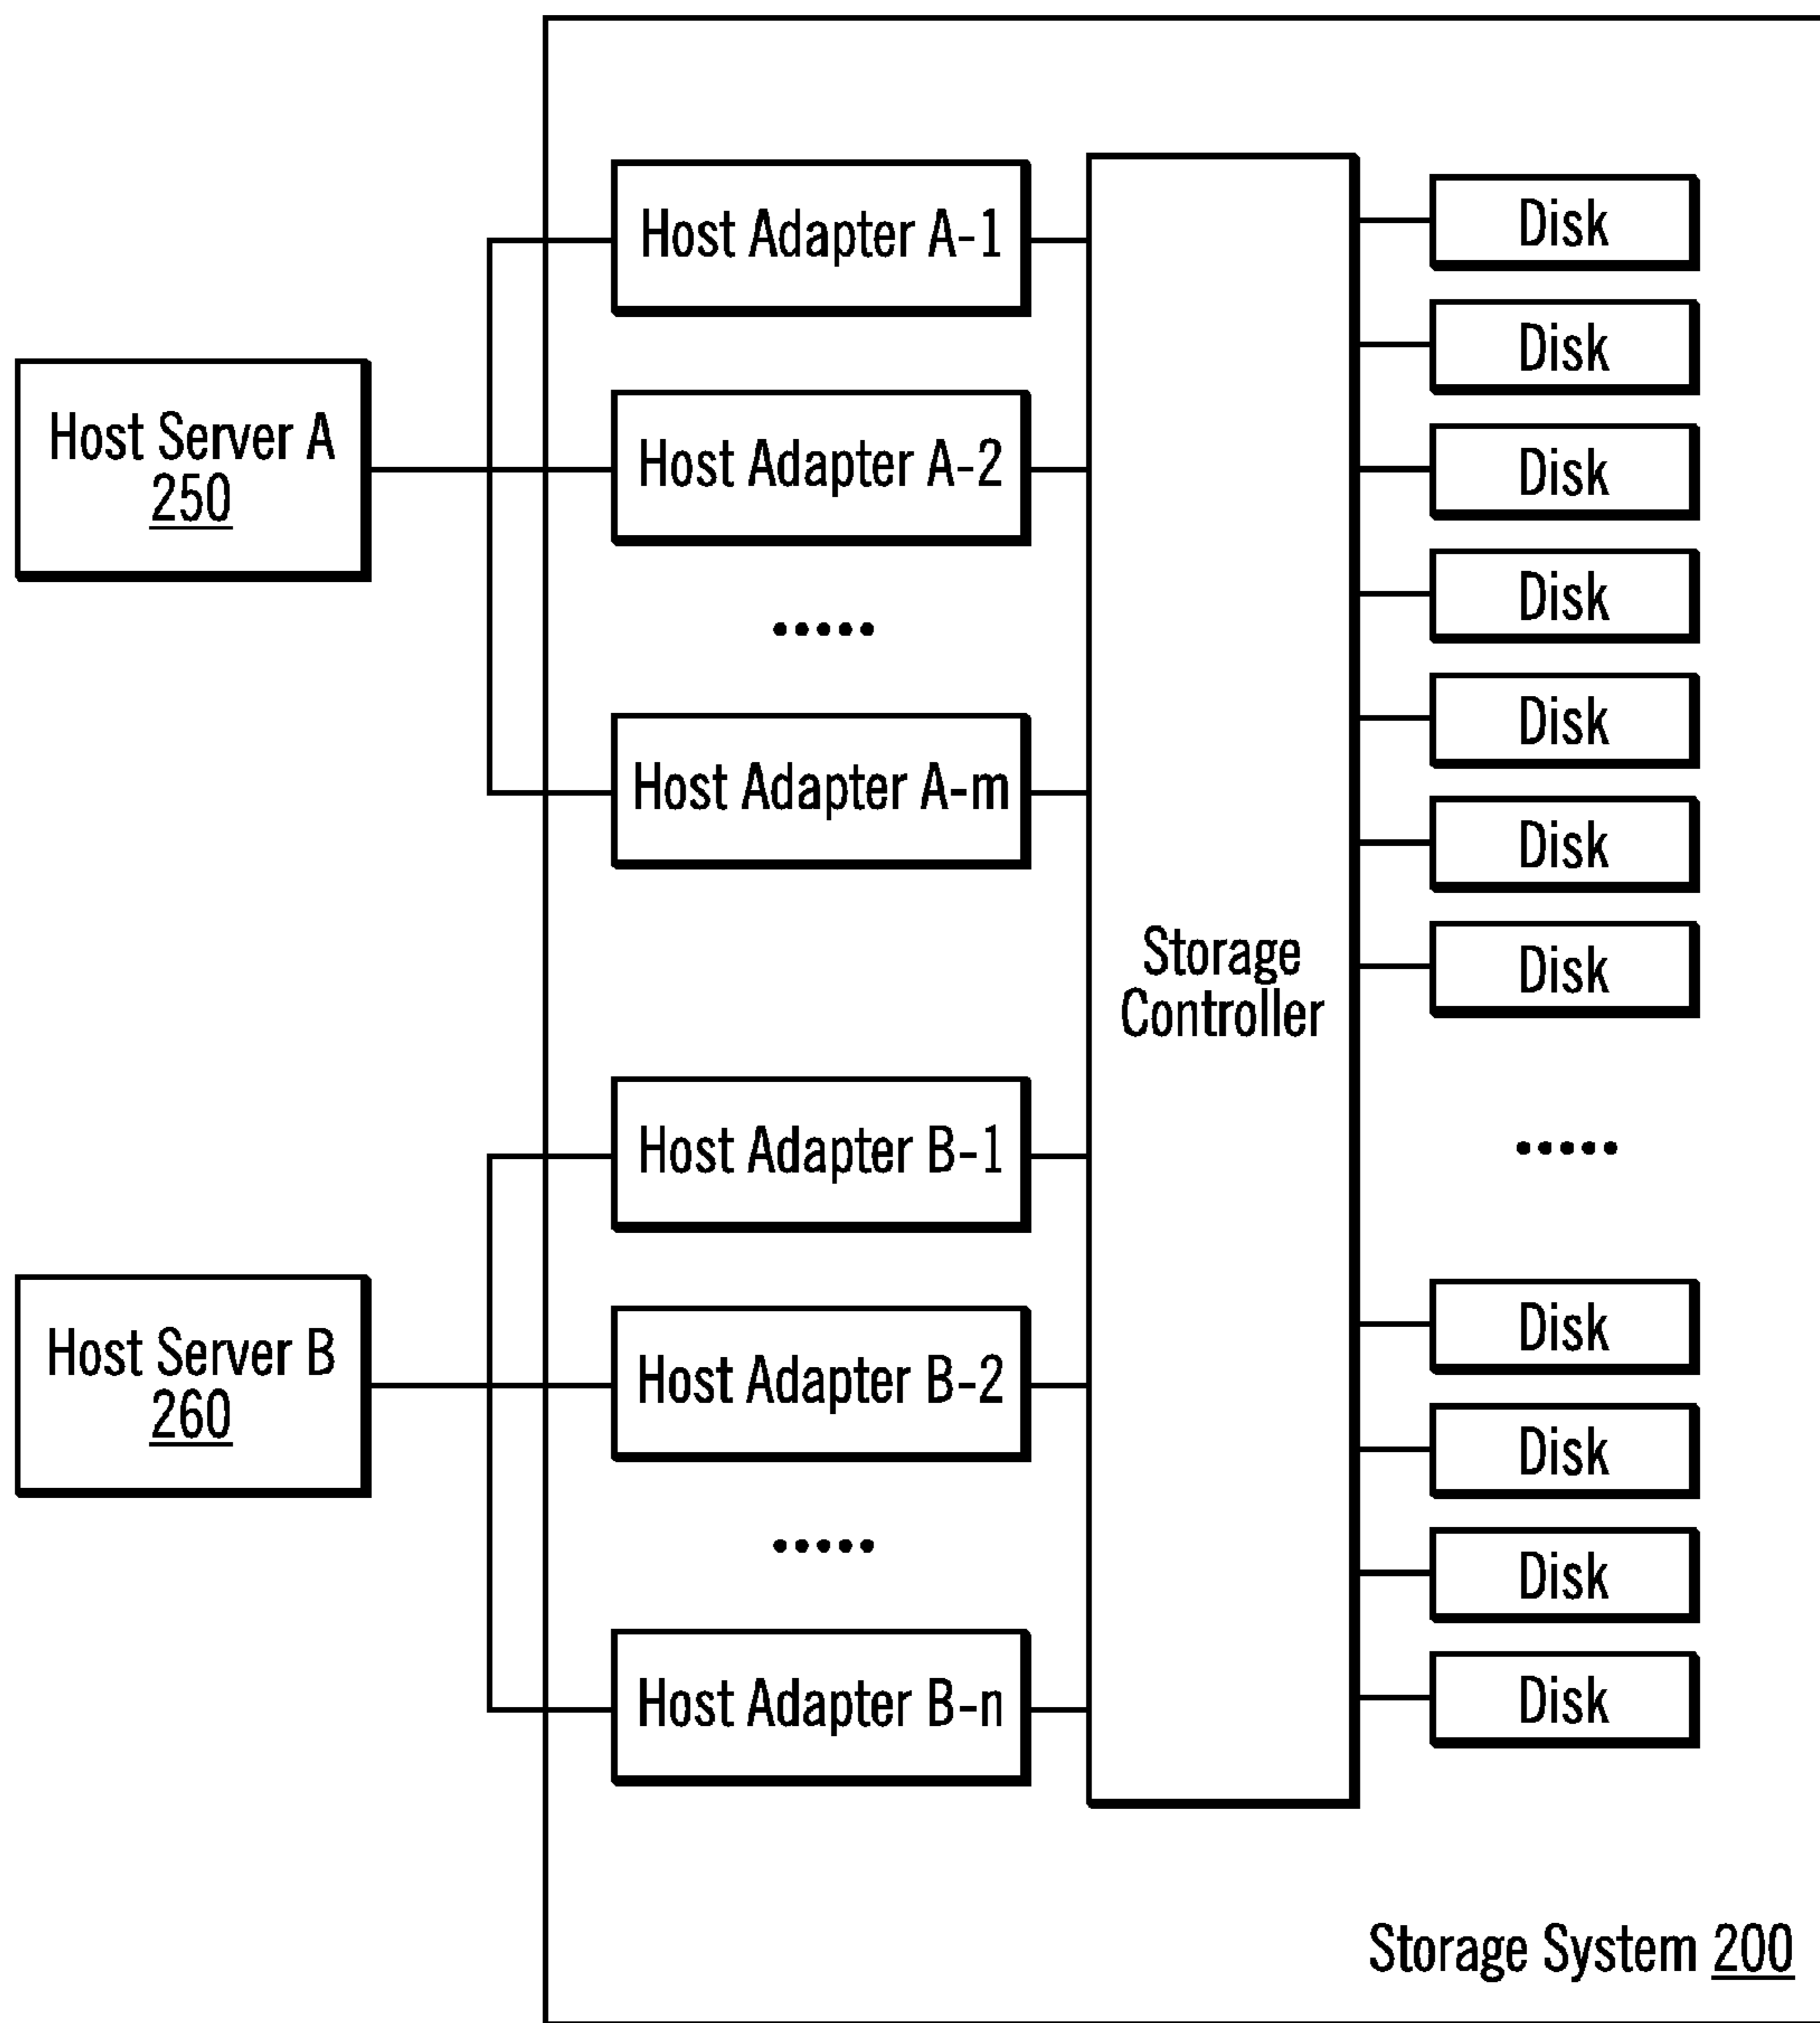 Host Server A
250
Host Adapter A-1
Host Adapter A-2
.....
Host Adapter A-m
Host Server B
260
Host Adapter B-1
Host Adapter B-2
.....
Host Adapter B-n
Storage
Controller
Disk
Disk
Disk
Disk
Disk
Disk
Disk
.....
Disk
Disk
Disk
Disk
Storage System 200